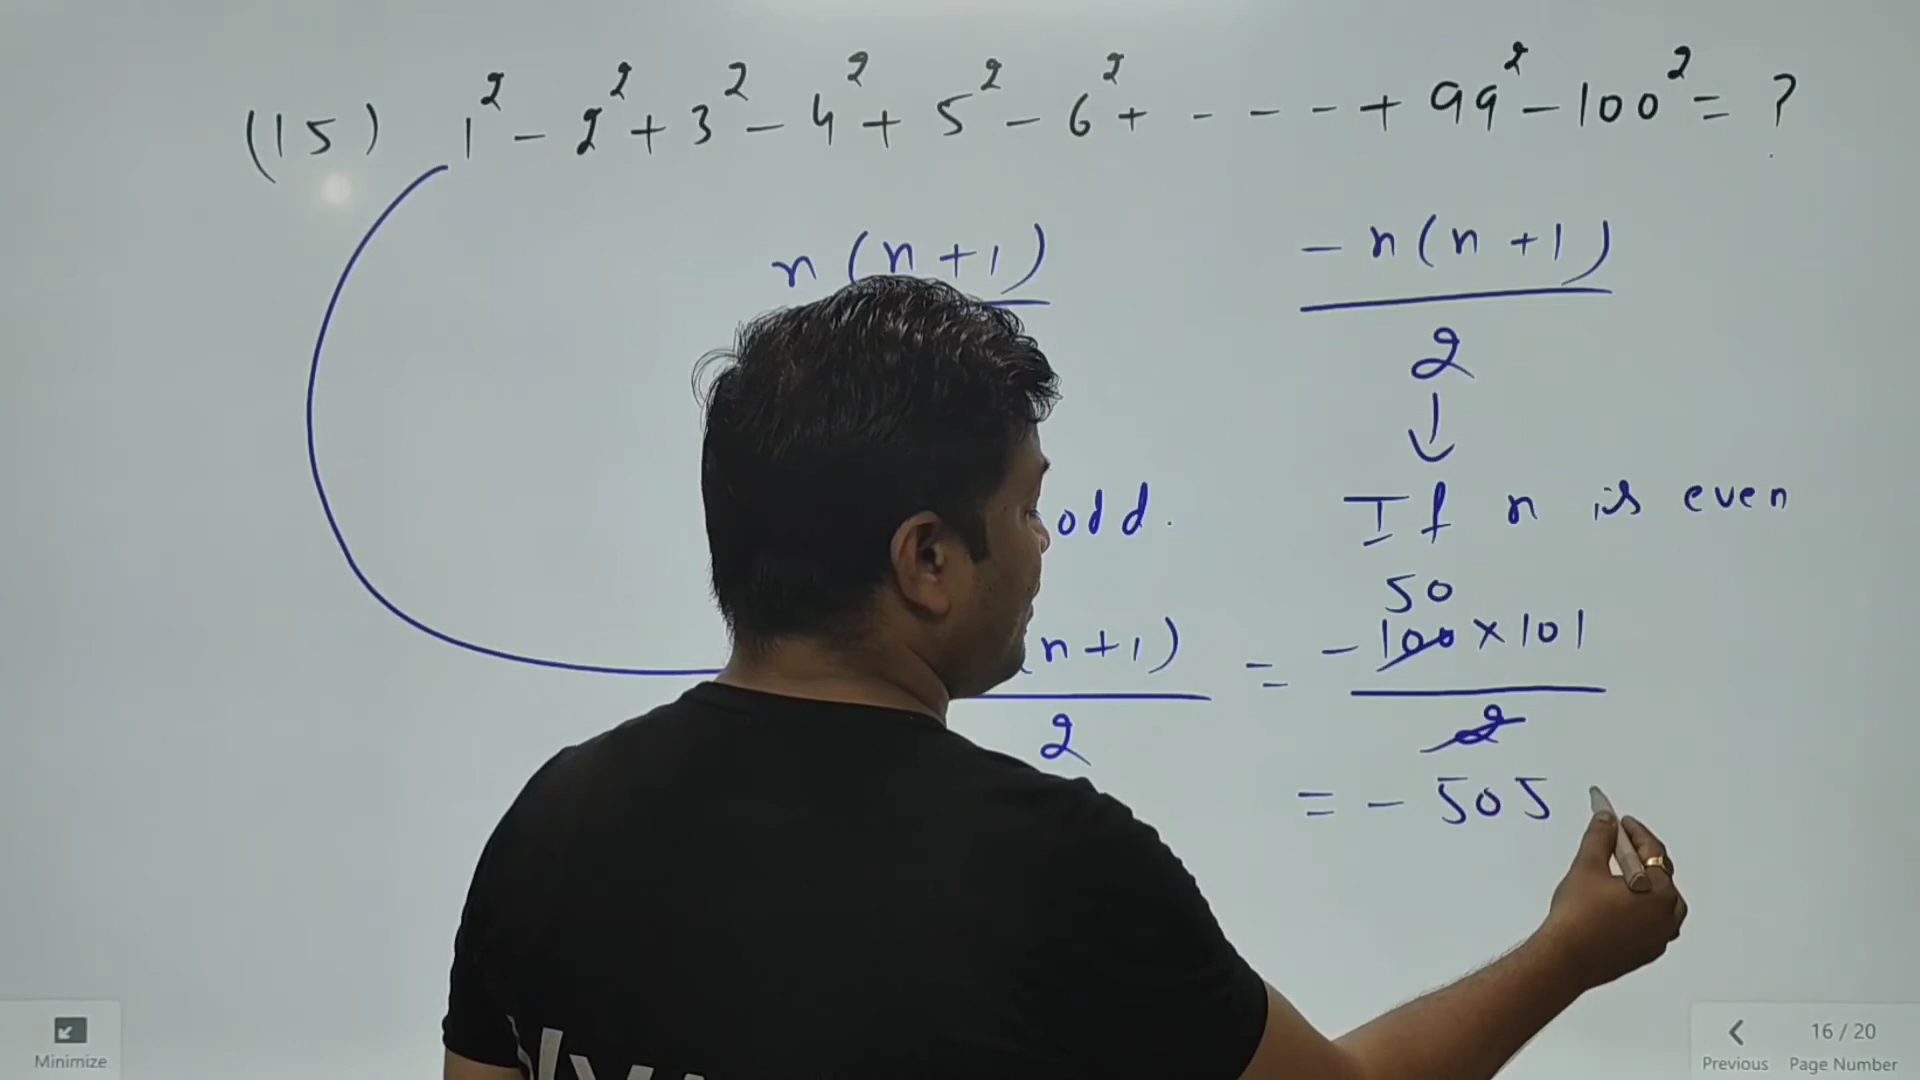 (15) 1² - 2² + 3² - 4² + 5² - 6² + - - - - + 99² - 100² = ?
n(n+1)
-n(n+1)
2
↓
odd.
If n is even
50
(n+1)
2
= -100×101
2
= -505
Minimize
Previous
16 / 20
Page Number